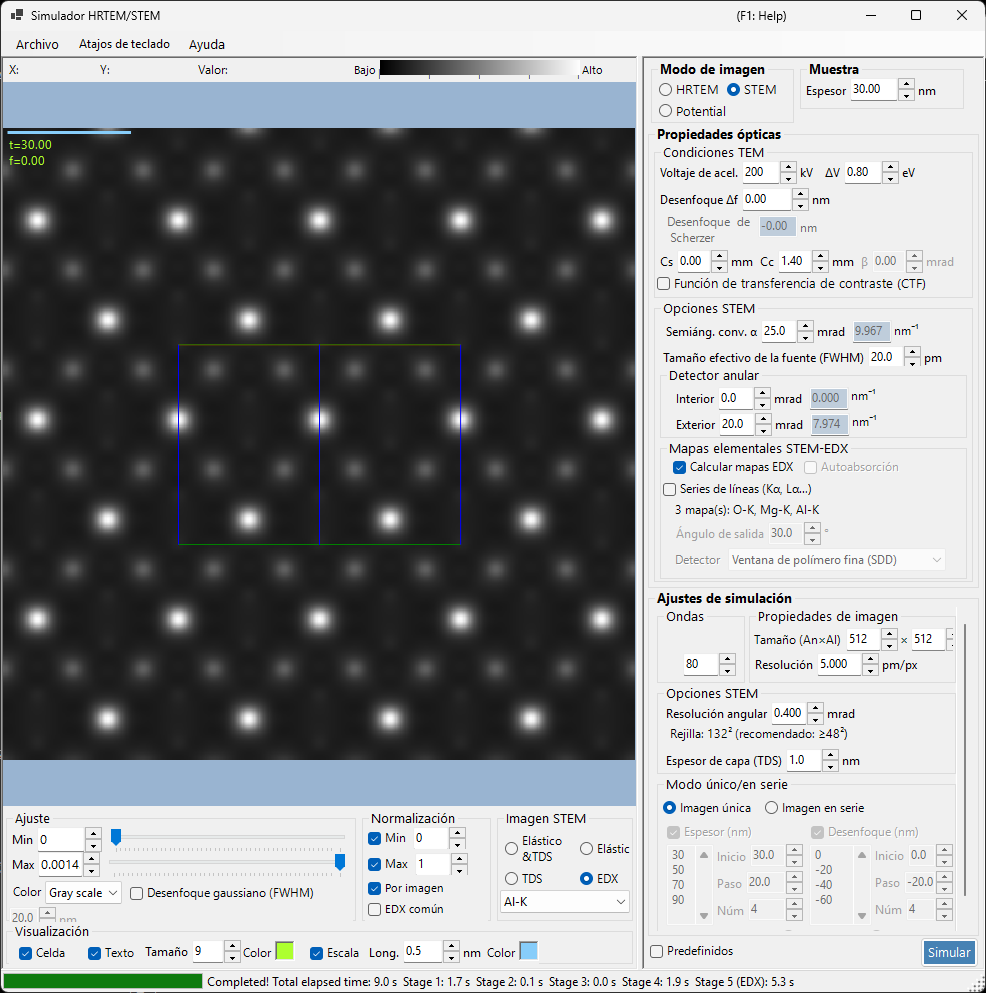 Simulador HRTEM/STEM (F1: Help)
Archivo Atajos de teclado Ayuda
X: Y: Valor: Bajo Alto
t=30.00
f=0.00
Modo de imagen
HRTEM STEM
Potential
Muestra
Espesor 30.00 nm
Propiedades ópticas
Condiciones TEM
Voltaje de acel. 200 kV ΔV 0.80 eV
Desenfoque Δf 0.00 nm
Desenfoque de
Scherzer
-0.00 nm
Cs 0.00 mm Cc 1.40 mm β 0.00 mrad
Función de transferencia de contraste (CTF)
Opciones STEM
Semiáng. conv. α 25.0 mrad 9.967 nm⁻¹
Tamaño efectivo de la fuente (FWHM) 20.0 pm
Detector anular
Interior 0.0 mrad 0.000 nm⁻¹
Exterior 20.0 mrad 7.974 nm⁻¹
Mapas elementales STEM-EDX
Calcular mapas EDX Autoabsorción
Series de líneas (Kα, Lα...)
3 mapa(s): O-K, Mg-K, Al-K
Ángulo de salida 30.0 °
Detector Ventana de polímero fina (SDD)
Ajustes de simulación
Ondas
80
Propiedades de imagen
Tamaño (An×Al) 512 × 512
Resolución 5.000 pm/px
Opciones STEM
Resolución angular 0.400 mrad
Rejilla: 132² (recomendado: ≥48²)
Espesor de capa (TDS) 1.0 nm
Modo único/en serie
Imagen única Imagen en serie
Espesor (nm) Desenfoque (nm)
30
50
70
90
Inicio 30.0
Paso 20.0
Núm 4
0
-20
-40
-60
Inicio 0.0
Paso -20.0
Núm 4
Predefinidos Simular
Ajuste
Min 0
Max 0.0014
Color Gray scale Desenfoque gaussiano (FWHM)
20.0 nm
Normalización
Min 0
Max 1
Por imagen
EDX común
Imagen STEM
Elástico
&TDS
Elástic
TDS EDX
Al-K
Visualización
Celda Texto Tamaño 9 Color Escala Long. 0.5 nm Color
Completed! Total elapsed time: 9.0 s Stage 1: 1.7 s Stage 2: 0.1 s Stage 3: 0.0 s Stage 4: 1.9 s Stage 5 (EDX): 5.3 s